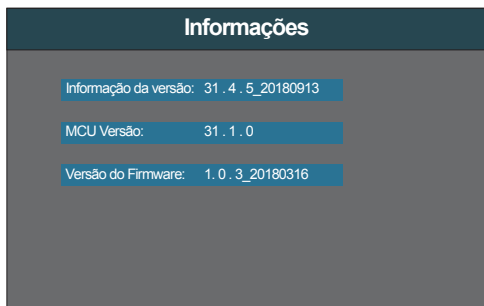 Informações
Informação da versão: 31 . 4 . 5_20180913
MCU Versão: 31 . 1 . 0
Versão do Firmware: 1. 0 . 3_20180316